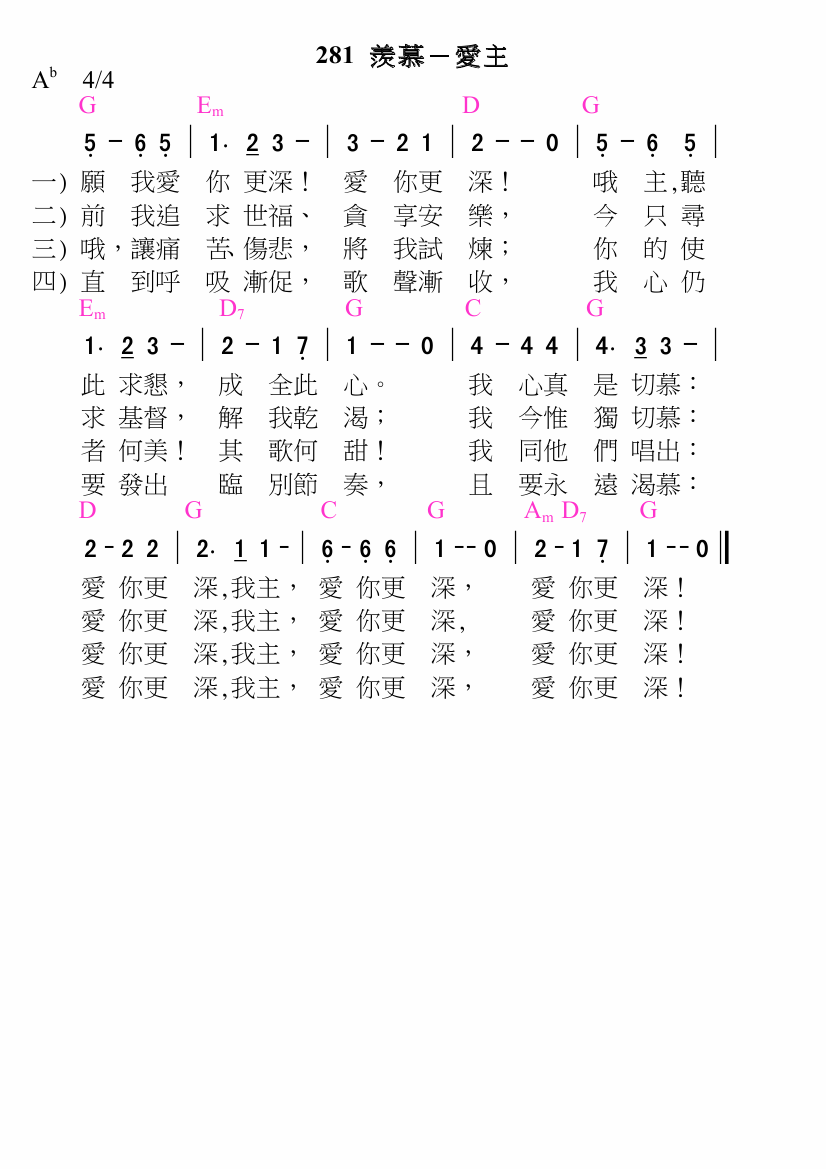 281 羨慕－愛主
A♭ 4/4
G Em D G
5̣ － 6̣ 5̣ | 1. 2̲ 3 － | 3 － 2 1 | 2 － － 0 | 5̣ － 6̣ 5̣ |
一) 願 我愛 你 更深！ 愛 你更 深！ 哦 主,聽
二) 前 我追 求 世福、 貪 享安 樂， 今 只 尋
三) 哦，讓痛 苦、傷悲， 將 我試 煉； 你 的 使
四) 直 到呼 吸 漸促， 歌 聲漸 收， 我 心 仍
Em D7 G C G
1. 2̲ 3 － | 2 － 1 7̣ | 1 － － 0 | 4 － 4 4 | 4. 3̲ 3 － |
此 求懇， 成 全此 心。 我 心真 是 切慕：
求 基督， 解 我乾 渴； 我 今惟 獨 切慕：
者 何美！ 其 歌何 甜！ 我 同他 們 唱出：
要 發出 臨 別節 奏， 且 要永 遠 渴慕：
D G C G Am D7 G
2－2 2 | 2. 1̲ 1－ | 6̣－6̣ 6̣ | 1－－0 | 2－1 7̣ | 1－－0 ‖
愛 你更 深,我主， 愛 你更 深， 愛 你更 深！
愛 你更 深,我主， 愛 你更 深, 愛 你更 深！
愛 你更 深,我主， 愛 你更 深， 愛 你更 深！
愛 你更 深,我主， 愛 你更 深， 愛 你更 深！